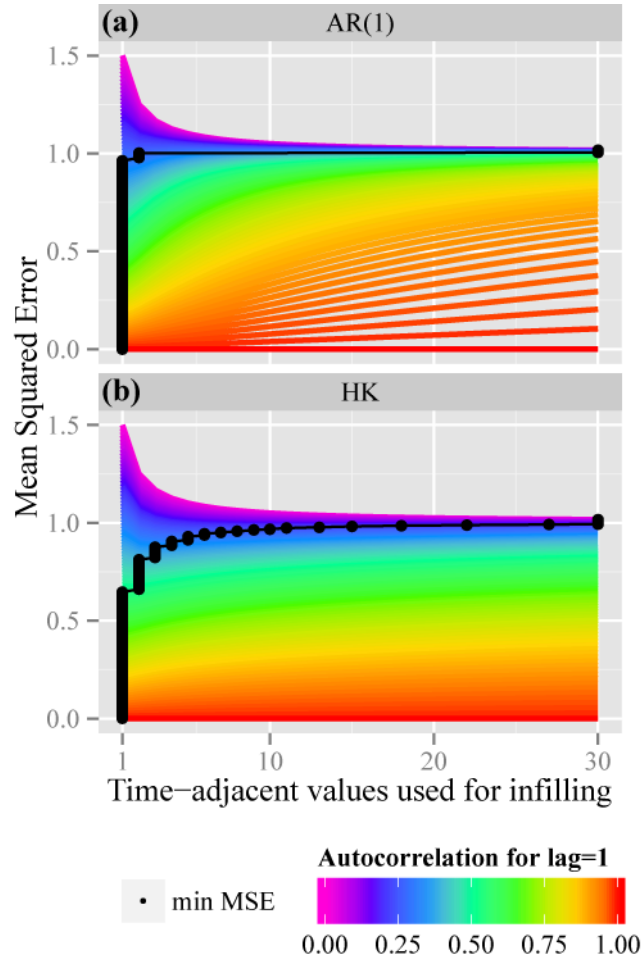 (a) AR(1)
1.5
1.0
0.5
0.0
(b) HK
1.5
1.0
0.5
0.0
Mean Squared Error
1 10 20 30
Time−adjacent values used for infilling
min MSE
Autocorrelation for lag=1
0.00 0.25 0.50 0.75 1.00